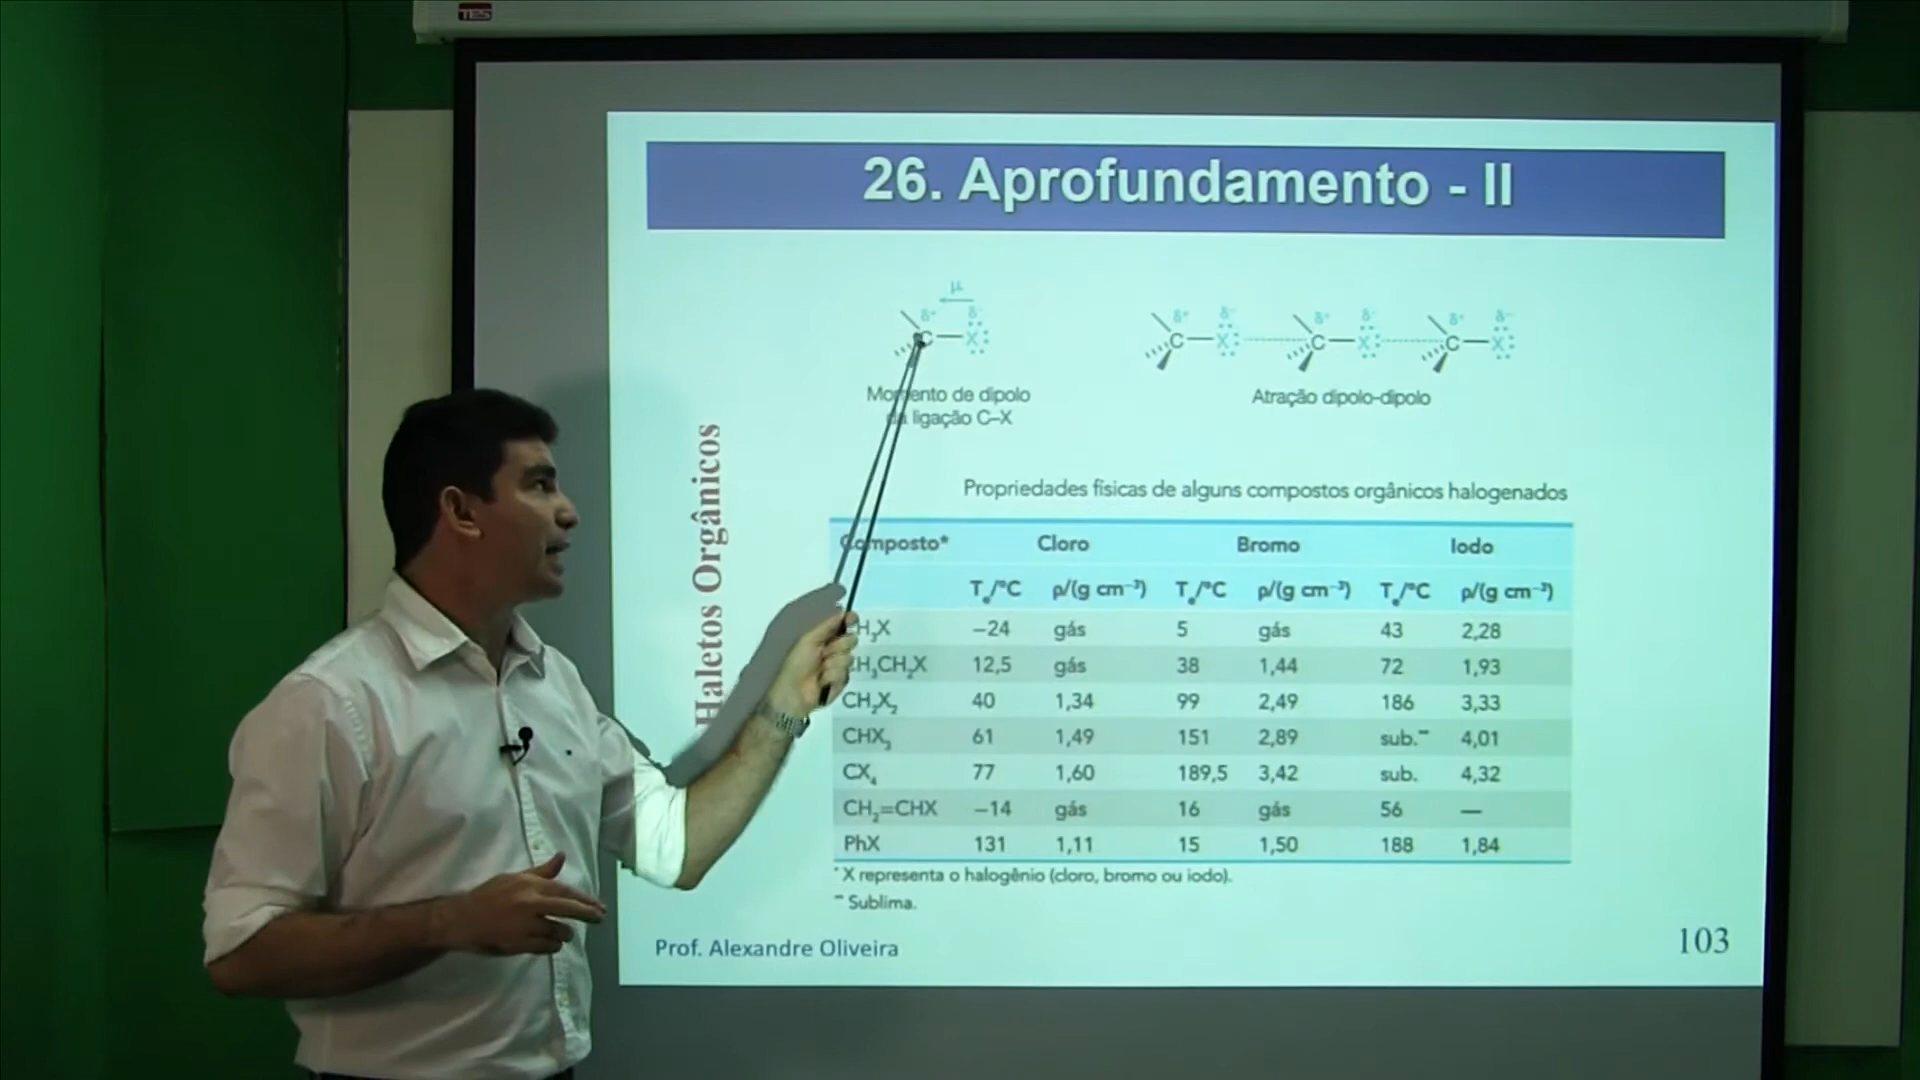 TES
26. Aprofundamento - II
μ
δ+ δ-
C—X
Momento de dipolo
da ligação C–X
δ+ δ- δ+ δ- δ+ δ-
C—X C—X C—X
Atração dipolo-dipolo
Haletos Orgânicos
Propriedades físicas de alguns compostos orgânicos halogenados
Composto* Cloro Bromo Iodo
Tₑ/°C ρ/(g cm⁻³) Tₑ/°C ρ/(g cm⁻³) Tₑ/°C ρ/(g cm⁻³)
CH₃X −24 gás 5 gás 43 2,28
CH₃CH₂X 12,5 gás 38 1,44 72 1,93
CH₂X₂ 40 1,34 99 2,49 186 3,33
CHX₃ 61 1,49 151 2,89 sub.** 4,01
CX₄ 77 1,60 189,5 3,42 sub. 4,32
CH₂=CHX −14 gás 16 gás 56 —
PhX 131 1,11 15 1,50 188 1,84
* X representa o halogênio (cloro, bromo ou iodo).
** Sublima.
Prof. Alexandre Oliveira
103